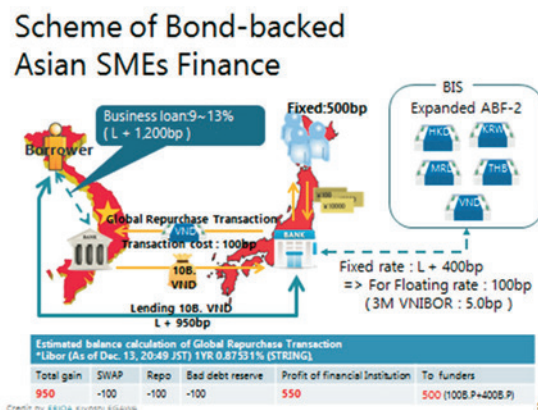 Scheme of Bond-backed
Asian SMEs Finance
Business loan:9~13%
( L + 1,200bp )
Borrower
Fixed:500bp
BIS
Expanded ABF-2
HKD
KRW
MRL
THB
VND
Global Repurchase Transaction
VND
Transaction cost : 100bp
BANK
BANK
10B.
VND
Lending 10B. VND
L + 950bp
Fixed rate : L + 400bp
=> For Floating rate : 100bp
( 3M VNIBOR : 5.0bp )
Estimated balance calculation of Global Repurchase Transaction
*Libor (As of Dec. 13, 20:49 JST) 1YR 0.87531% (STRING),
Total gain SWAP Repo Bad debt reserve Profit of financial Institution To funders
950 -100 -100 -100 550 500 (100B.P+400B.P)
Credit by